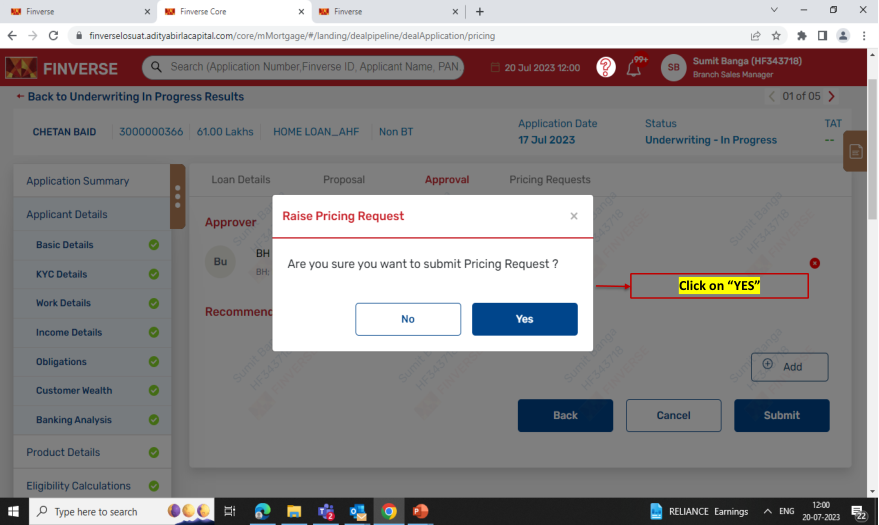 Finverse
Finverse Core
Finverse
finverselosuat.adityabirlacapital.com/core/mMortgage/#/landing/dealpipeline/dealApplication/pricing
FINVERSE
Search (Application Number,Finverse ID, Applicant Name, PAN.
20 Jul 2023 12:00
99+
SB
Sumit Banga (HF343718)
Branch Sales Manager
Back to Underwriting In Progress Results
01 of 05
CHETAN BAID
3000000366
61.00 Lakhs
HOME LOAN_AHF
Non BT
Application Date
17 Jul 2023
Status
Underwriting - In Progress
TAT
--
Application Summary
Applicant Details
Basic Details
KYC Details
Work Details
Income Details
Obligations
Customer Wealth
Banking Analysis
Product Details
Eligibility Calculations
Loan Details
Proposal
Approval
Pricing Requests
Approver
Bu
BH
BH:
Recommend
Raise Pricing Request
×
Are you sure you want to submit Pricing Request ?
No
Yes
Click on “YES”
Add
Back
Cancel
Submit
Sumit Banga
HF343718
Type here to search
RELIANCE Earnings
ENG
12:00
20-07-2023
22